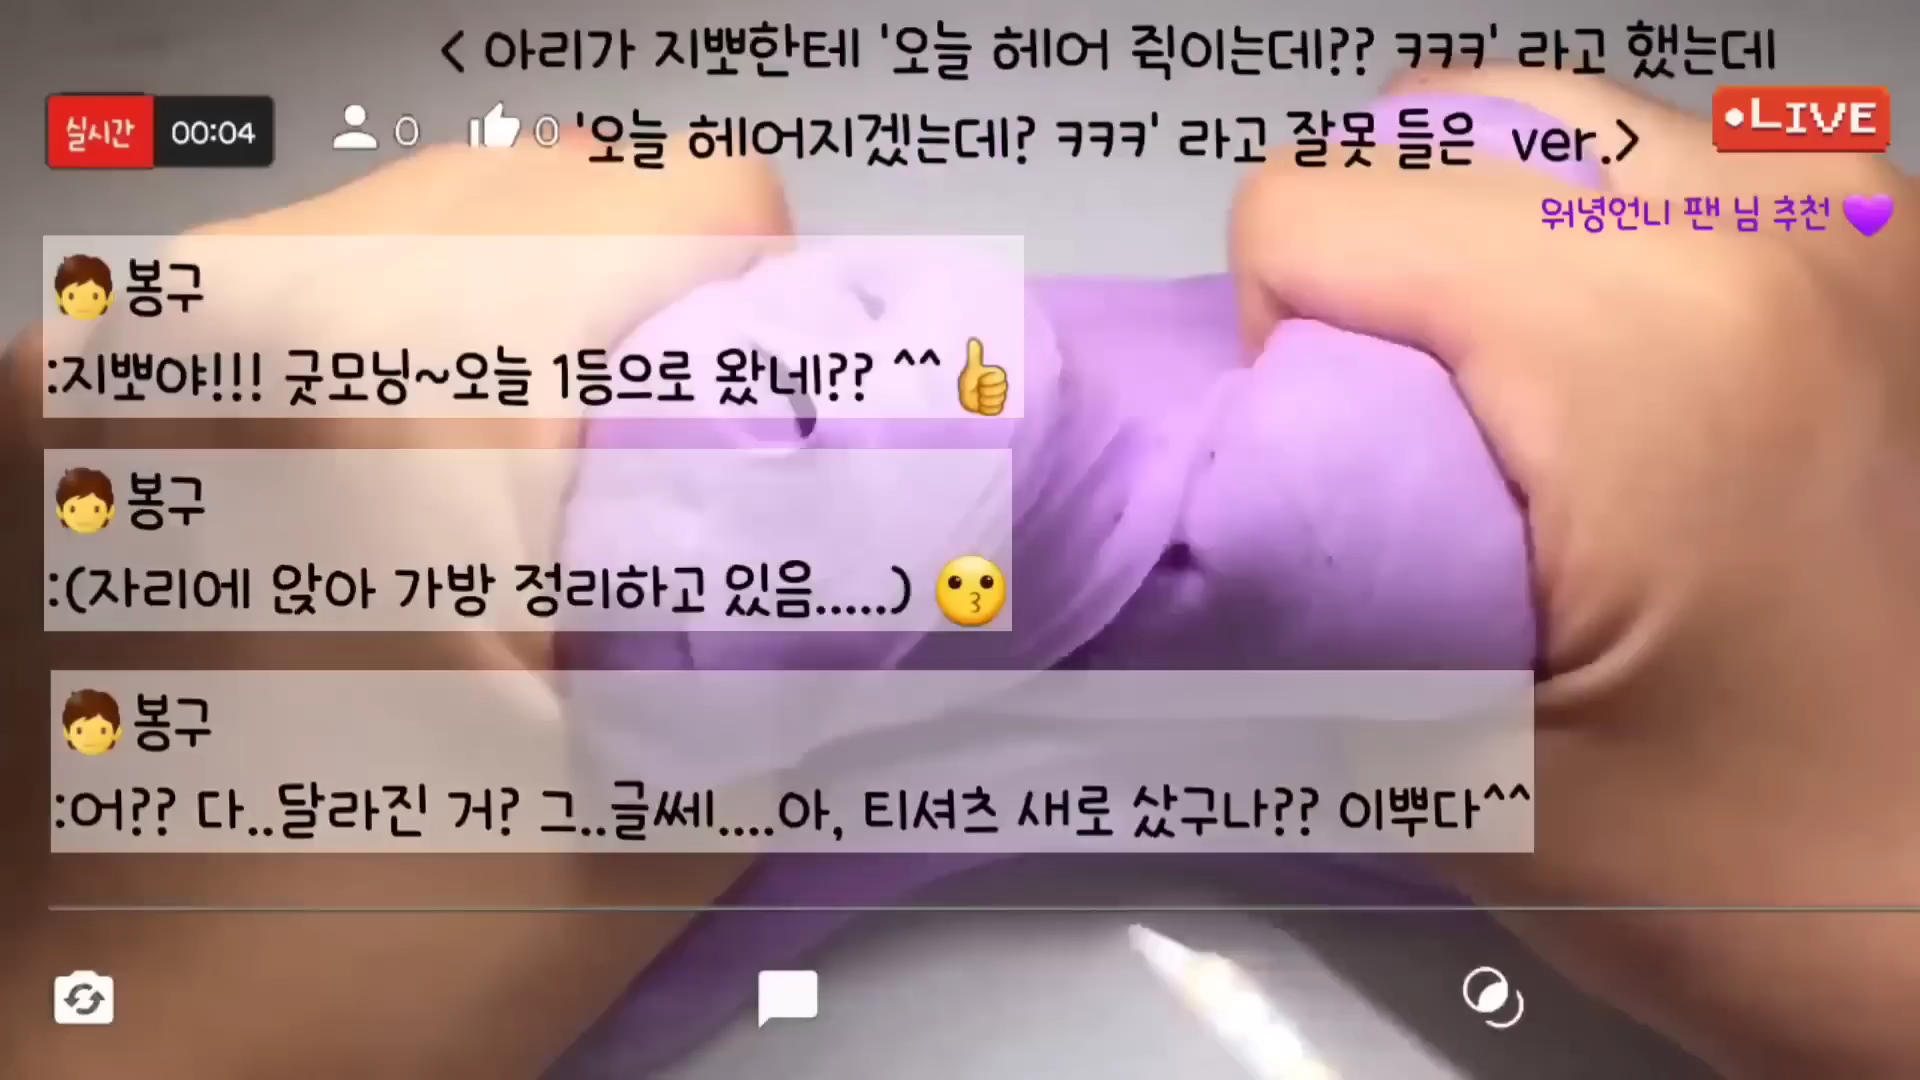 < 아리가 지뽀한테 '오늘 헤어 쥑이는데?? ㅋㅋㅋ' 라고 했는데
실시간 00:04 0 0 '오늘 헤어지겠는데? ㅋㅋㅋ' 라고 잘못 들은 ver.>
LIVE
워녕언니 팬 님 추천 💜
봉구
:지뽀야!!! 굿모닝~오늘 1등으로 왔네?? ^^👍
봉구
:(자리에 앉아 가방 정리하고 있음.....) 😗
봉구
:어?? 다..달라진 거? 그..글쎄....아, 티셔츠 새로 샀구나?? 이뿌다^^